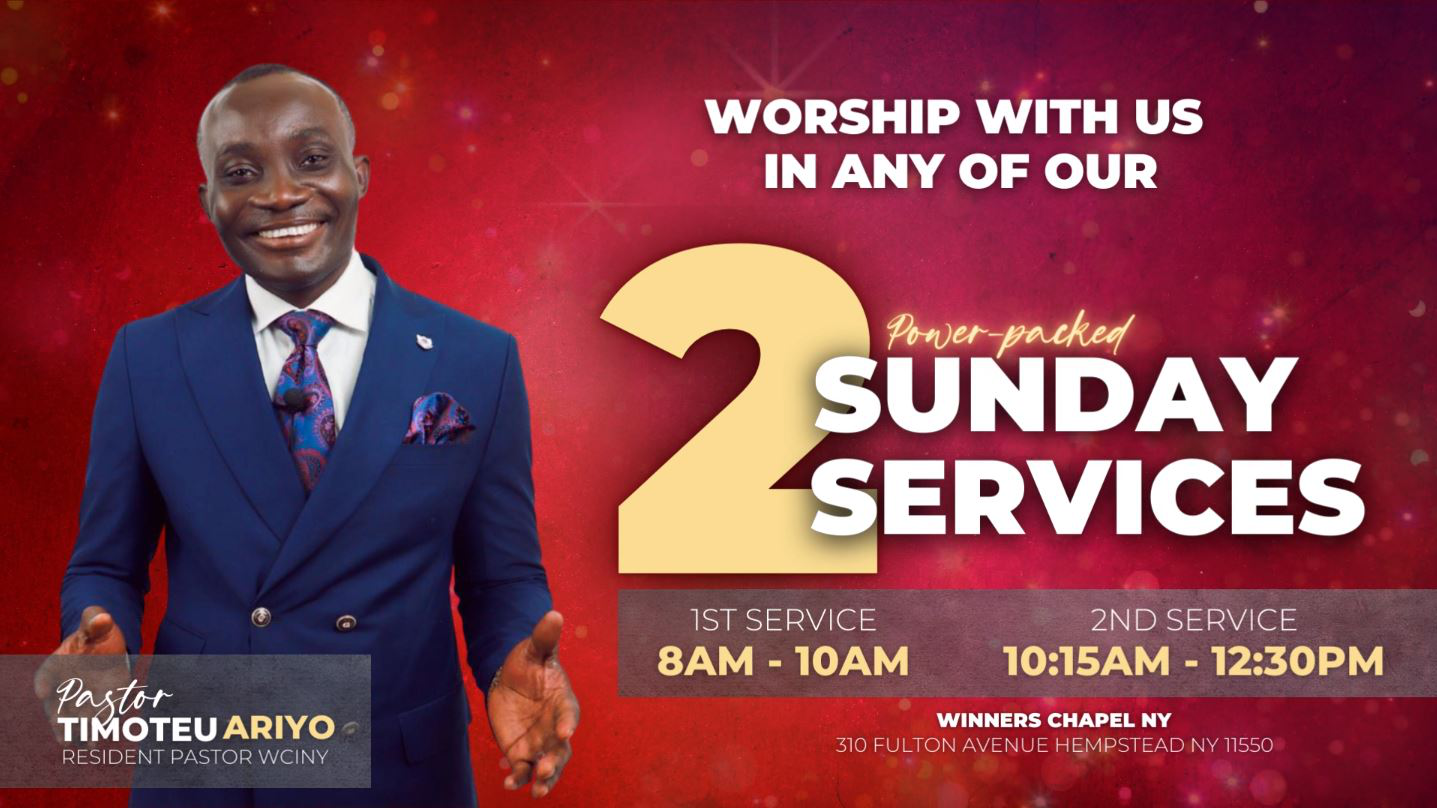 WORSHIP WITH US
IN ANY OF OUR
2
Power-packed
SUNDAY
SERVICES
1ST SERVICE
8AM - 10AM
2ND SERVICE
10:15AM - 12:30PM
WINNERS CHAPEL NY
310 FULTON AVENUE HEMPSTEAD NY 11550
Pastor
TIMOTEU ARIYO
RESIDENT PASTOR WCINY